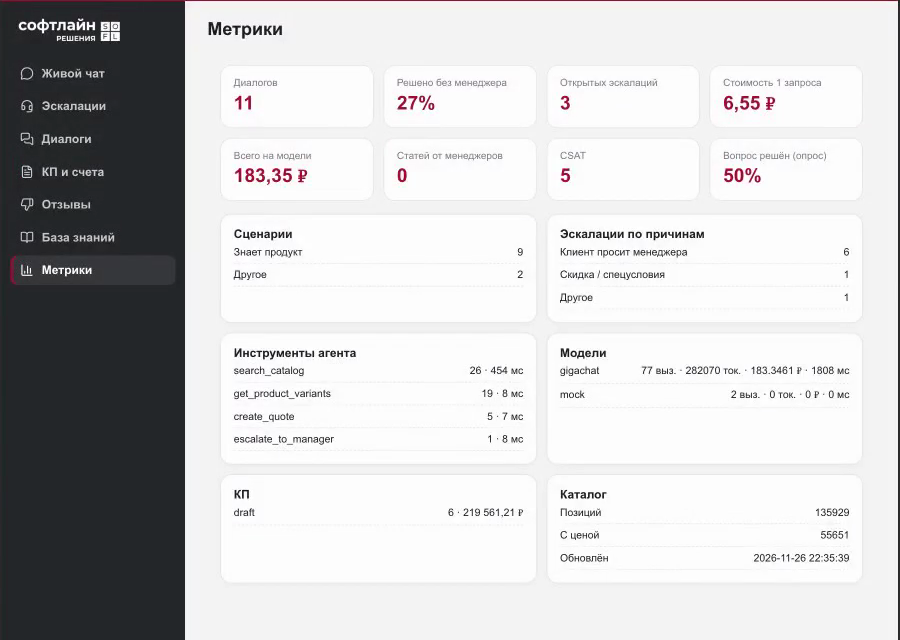 софтлайн
РЕШЕНИЯ
S O
F L
Живой чат
Эскалации
Диалоги
КП и счета
Отзывы
База знаний
Метрики
Метрики
Диалогов
11
Решено без менеджера
27%
Открытых эскалаций
3
Стоимость 1 запроса
6,55 ₽
Всего на модели
183,35 ₽
Статей от менеджеров
0
CSAT
5
Вопрос решён (опрос)
50%
Сценарии
Знает продукт 9
Другое 2
Эскалации по причинам
Клиент просит менеджера 6
Скидка / спецусловия 1
Другое 1
Инструменты агента
search_catalog 26 · 454 мс
get_product_variants 19 · 8 мс
create_quote 5 · 7 мс
escalate_to_manager 1 · 8 мс
Модели
gigachat 77 выз. · 282070 ток. · 183.3461 ₽ · 1808 мс
mock 2 выз. · 0 ток. · 0 ₽ · 0 мс
КП
draft 6 · 219 561,21 ₽
Каталог
Позиций 135929
С ценой 55651
Обновлён 2026-11-26 22:35:39